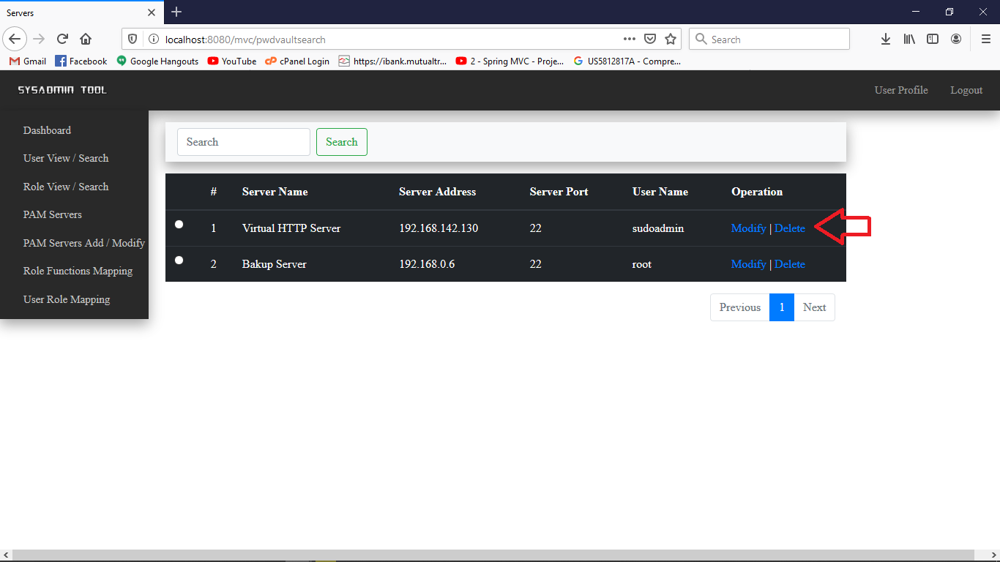 Servers
localhost:8080/mvc/pwdvaultsearch
Search
Gmail Facebook Google Hangouts YouTube cPanel Login https://ibank.mutualtr... 2 - Spring MVC - Proje... US5812817A - Compre...
SYSADMIN TOOL
User Profile Logout
Dashboard
User View / Search
Role View / Search
PAM Servers
PAM Servers Add / Modify
Role Functions Mapping
User Role Mapping
Search Search
# Server Name Server Address Server Port User Name Operation
1 Virtual HTTP Server 192.168.142.130 22 sudoadmin Modify | Delete
2 Bakup Server 192.168.0.6 22 root Modify | Delete
Previous 1 Next